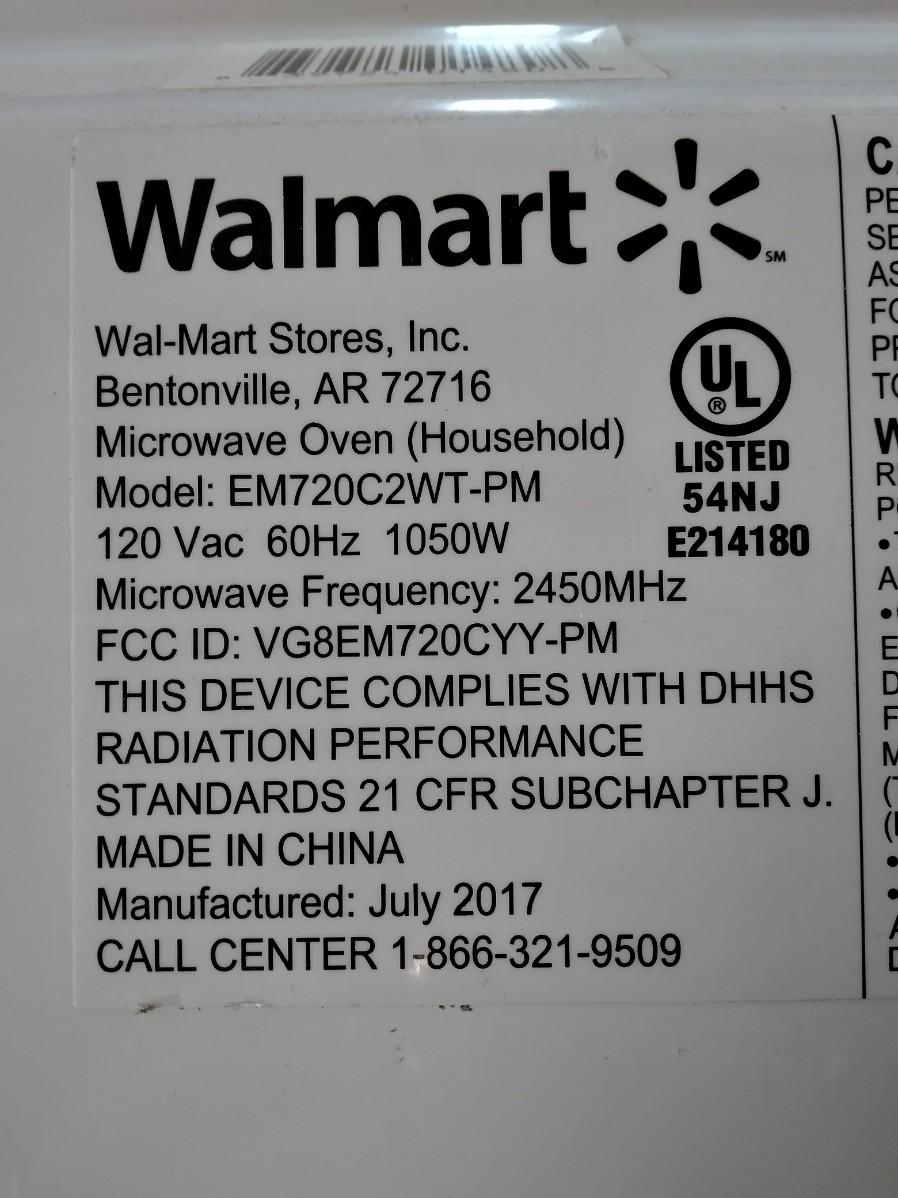 Walmart
SM
Wal-Mart Stores, Inc.
Bentonville, AR 72716
Microwave Oven (Household)
Model: EM720C2WT-PM
120 Vac 60Hz 1050W
Microwave Frequency: 2450MHz
FCC ID: VG8EM720CYY-PM
THIS DEVICE COMPLIES WITH DHHS
RADIATION PERFORMANCE
STANDARDS 21 CFR SUBCHAPTER J.
MADE IN CHINA
Manufactured: July 2017
CALL CENTER 1-866-321-9509
UL
®
LISTED
54NJ
E214180